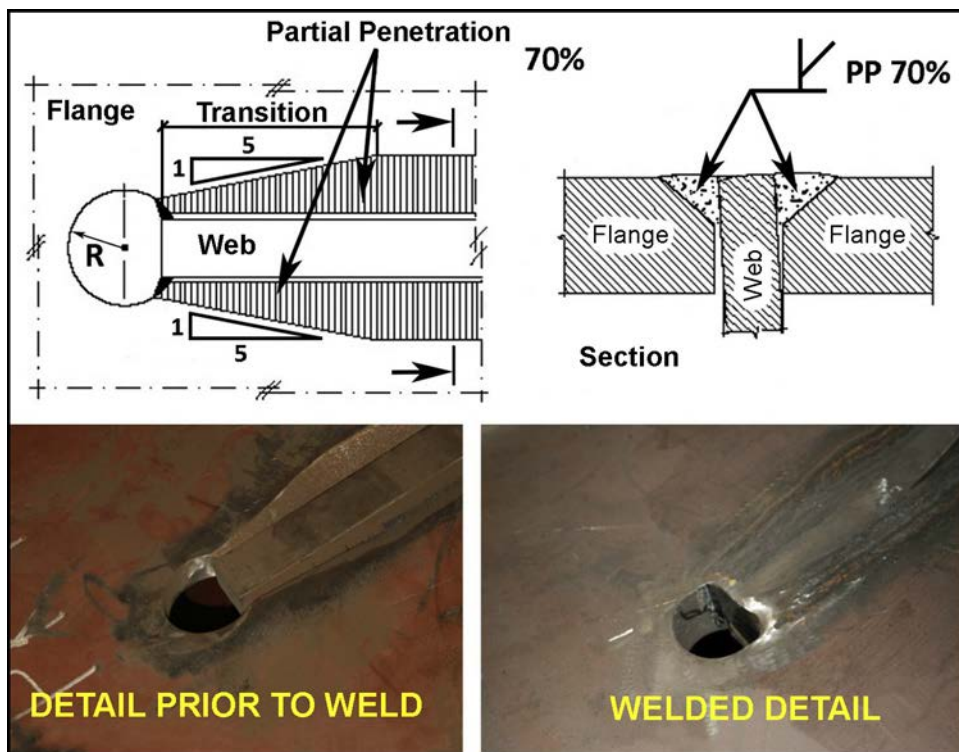 Partial Penetration
70%
PP 70%
Flange
Transition
5
1
R
Web
1
5
Flange
Web
Flange
Section
DETAIL PRIOR TO WELD
WELDED DETAIL